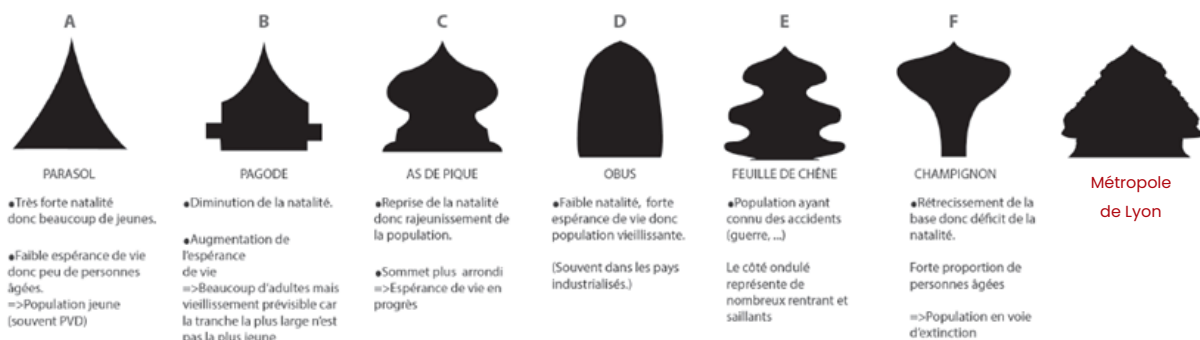 A
PARASOL
●Très forte natalité
donc beaucoup de jeunes.
●Faible espérance de vie
donc peu de personnes
âgées.
=>Population jeune
(souvent PVD)
B
PAGODE
●Diminution de la natalité.
●Augmentation de
l'espérance
de vie
=>Beaucoup d'adultes mais
vieillissement prévisible car
la tranche la plus large n'est
pas la plus jeune
C
AS DE PIQUE
●Reprise de la natalité
donc rajeunissement de
la population.
●Sommet plus arrondi
=>Espérance de vie en
progrès
D
OBUS
●Faible natalité, forte
espérance de vie donc
population vieillissante.
(Souvent dans les pays
industrialisés.)
E
FEUILLE DE CHÊNE
●Population ayant
connu des accidents
(guerre, ...)
Le côté ondulé
représente de
nombreux rentrant et
saillants
F
CHAMPIGNON
●Rétrecissement de la
base donc déficit de la
natalité.
Forte proportion de
personnes âgées
=>Population en voie
d'extinction
Métropole
de Lyon